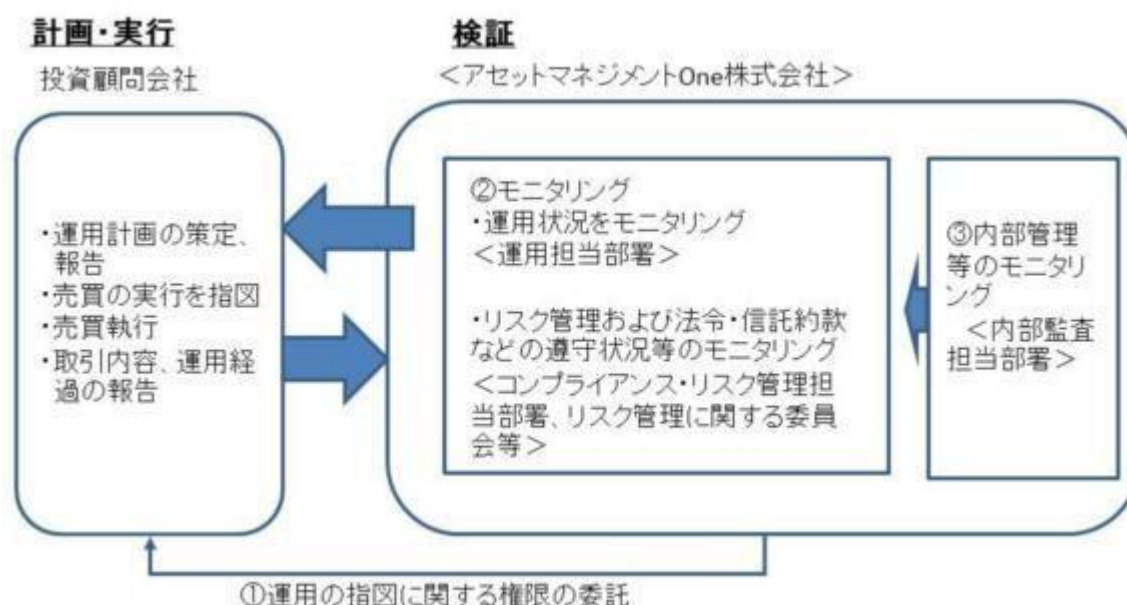 計画・実行
投資顧問会社
・運用計画の策定、
報告
・売買の実行を指図
・売買執行
・取引内容、運用経
過の報告
検証
＜アセットマネジメントOne株式会社＞
②モニタリング
・運用状況をモニタリング
＜運用担当部署＞
・リスク管理および法令・信託約款
などの遵守状況等のモニタリング
＜コンプライアンス・リスク管理担
当部署、リスク管理に関する委員
会等＞
③内部管理
等のモニタリ
ング
＜内部監査
担当部署＞
①運用の指図に関する権限の委託